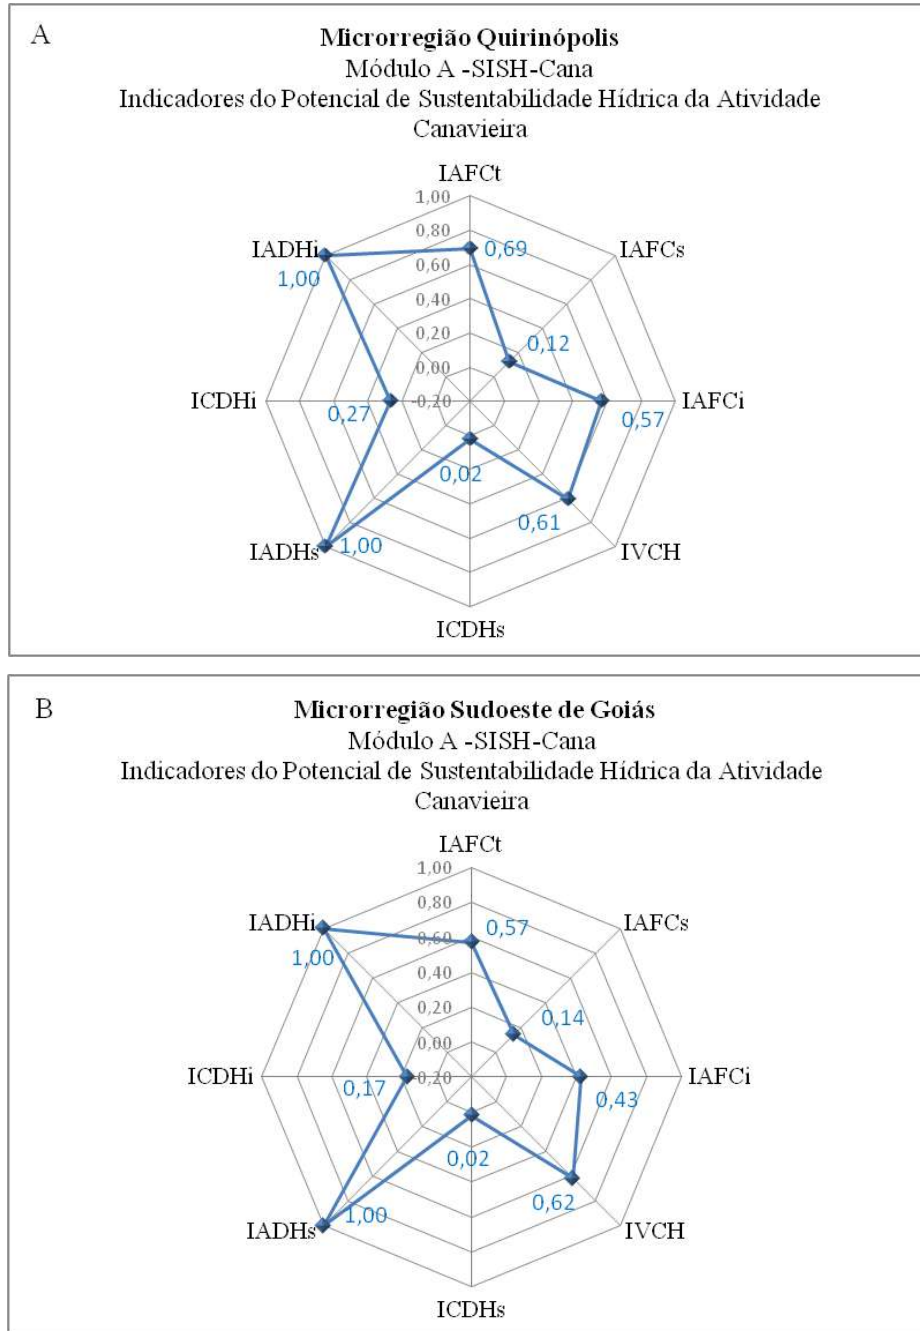 A
Microrregião Quirinópolis
Módulo A -SISH-Cana
Indicadores do Potencial de Sustentabilidade Hídrica da Atividade
Canavieira
IAFCt
1,00
IADHi
0,80
0,69
IAFCs
1,00
0,60
0,40
0,20
0,12
0,00
ICDHi
0,27
-0,20
0,57
IAFCi
0,02
0,61
IADHs
1,00
IVCH
ICDHs
B
Microrregião Sudoeste de Goiás
Módulo A -SISH-Cana
Indicadores do Potencial de Sustentabilidade Hídrica da Atividade
Canavieira
IAFCt
1,00
IADHi
0,80
0,57
IAFCs
1,00
0,60
0,40
0,20
0,14
0,00
ICDHi
0,17
-0,20
0,43
IAFCi
0,02
0,62
IADHs
1,00
IVCH
ICDHs